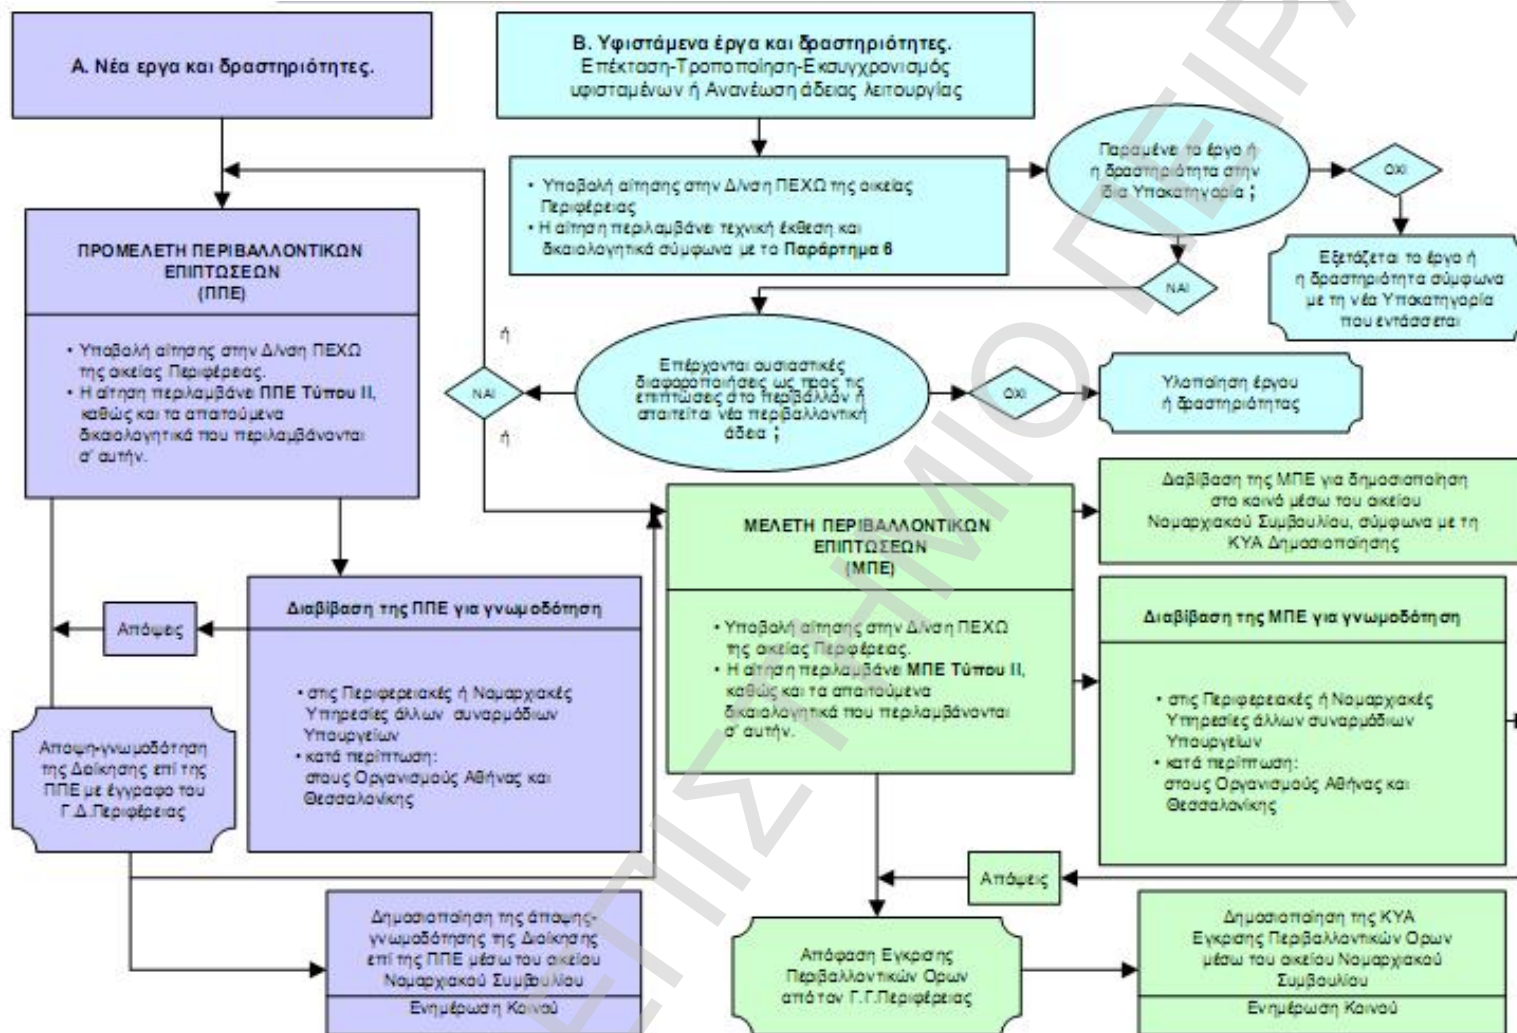 Α. Νέα εργα και δραστηριότητες.
Β. Υφιστάμενα έργα και δραστηριότητες.
Επέκταση-Τροποποίηση-Εκσυγχρονισμός
υφισταμένων ή Ανανέωση άδειας λειτουργίας
• Υποβολή αίτησης στην Δ/νση ΠΕΧΩ της οικείας
Περιφέρειας
• Η αίτηση περιλαμβάνει τεχνική έκθεση και
δικαιολογητικά σύμφωνα με το Παράρτημα 6
Παραμένει το έργο ή
η δραστηριότητα στην
ίδια Υποκατηγορία ;
ΟΧΙ
Εξετάζεται το έργο ή
η δραστηριότητα σύμφωνα
με τη νέα Υποκατηγορία
που εντάσσεται
ΝΑΙ
Επέρχονται ουσιαστικές
διαφοροποιήσεις ως προς τις
επιπτώσεις στο περιβάλλον ή
απαιτείται νέα περιβαλλοντική
άδεια ;
ΟΧΙ
Υλοποίηση έργου
ή δραστηριότητας
ή
ΝΑΙ
ή
ΠΡΟΜΕΛΕΤΗ ΠΕΡΙΒΑΛΛΟΝΤΙΚΩΝ
ΕΠΙΠΤΩΣΕΩΝ
(ΠΠΕ)
• Υποβολή αίτησης στην Δ/νση ΠΕΧΩ
της οικείας Περιφέρειας.
• Η αίτηση περιλαμβάνει ΠΠΕ Τύπου ΙΙ,
καθώς και τα απαιτούμενα
δικαιολογητικά που περιλαμβάνονται
σ' αυτήν.
Διαβίβαση της ΠΠΕ για γνωμοδότηση
• στις Περιφερειακές ή Νομαρχιακές
Υπηρεσίες άλλων συναρμόδιων
Υπουργείων
• κατά περίπτωση:
στους Οργανισμούς Αθήνας και
Θεσσαλονίκης
Απόψεις
Αποψη-γνωμοδότηση
της Διοίκησης επί της
ΠΠΕ με έγγραφο του
Γ.Δ.Περιφέρειας
Δημοσιοποίηση της άποψης-
γνωμοδότησης της Διοίκησης
επί της ΠΠΕ μέσω του οικείου
Νομαρχιακού Συμβουλίου
Ενημέρωση Κοινού
ΜΕΛΕΤΗ ΠΕΡΙΒΑΛΛΟΝΤΙΚΩΝ
ΕΠΙΠΤΩΣΕΩΝ
(ΜΠΕ)
• Υποβολή αίτησης στην Δ/νση ΠΕΧΩ
της οικείας Περιφέρειας.
• Η αίτηση περιλαμβάνει ΜΠΕ Τύπου ΙΙ,
καθώς και τα απαιτούμενα
δικαιολογητικά που περιλαμβάνονται
σ' αυτήν.
Διαβίβαση της ΜΠΕ για δημοσιοποίηση
στο κοινό μέσω του οικείου
Νομαρχιακού Συμβουλίου, σύμφωνα με τη
ΚΥΑ Δημοσιοποίησης
Διαβίβαση της ΜΠΕ για γνωμοδότηση
• στις Περιφερειακές ή Νομαρχιακές
Υπηρεσίες άλλων συναρμόδιων
Υπουργείων
• κατά περίπτωση:
στους Οργανισμούς Αθήνας και
Θεσσαλονίκης
Απόψεις
Απόφαση Εγκρισης
Περιβαλλοντικών Ορων
από τον Γ.Γ.Περιφέρειας
Δημοσιοποίηση της ΚΥΑ
Εγκρισης Περιβαλλοντικών Ορων
μέσω του οικείου Νομαρχιακού
Συμβουλίου
Ενημέρωση Κοινού